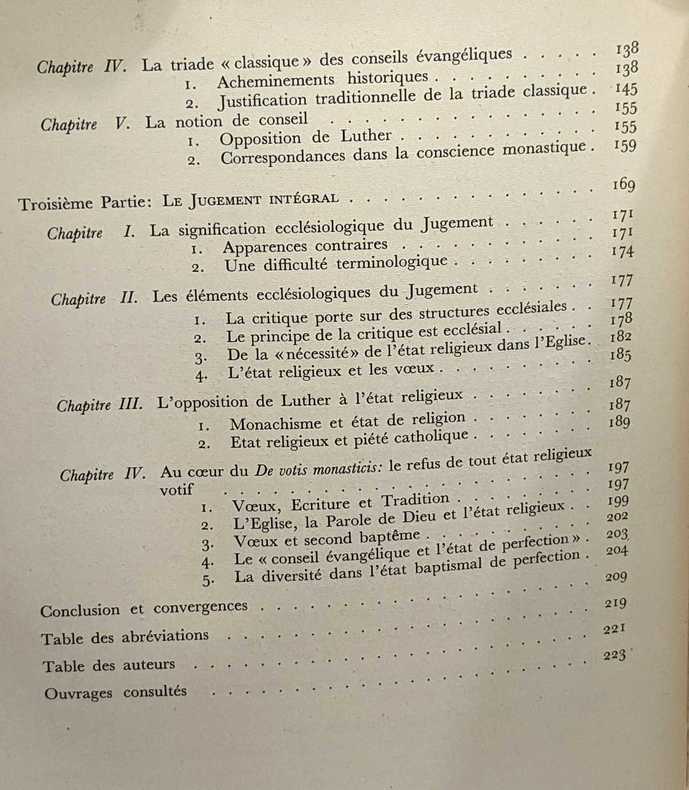 Chapitre IV. La triade « classique » des conseils évangéliques . . . . . 138
1. Acheminements historiques . . . . . . . . . . 138
2. Justification traditionnelle de la triade classique . 145
Chapitre V. La notion de conseil . . . . . . . . . . . . . . . . 155
1. Opposition de Luther . . . . . . . . . . . . 155
2. Correspondances dans la conscience monastique . 159
Troisième Partie: LE JUGEMENT INTÉGRAL . . . . . . . . . . . . . . . 169
Chapitre I. La signification ecclésiologique du Jugement . . . . . . 171
1. Apparences contraires . . . . . . . . . . . . 171
2. Une difficulté terminologique . . . . . . . . . 174
Chapitre II. Les éléments ecclésiologiques du Jugement . . . . . . . 177
1. La critique porte sur des structures ecclésiales . . 177
2. Le principe de la critique est ecclésial . . . . . . 178
3. De la « nécessité » de l'état religieux dans l'Eglise. 182
4. L'état religieux et les vœux . . . . . . . . . . 185
Chapitre III. L'opposition de Luther à l'état religieux . . . . . . . 187
1. Monachisme et état de religion . . . . . . . . 187
2. Etat religieux et piété catholique . . . . . . . . 189
Chapitre IV. Au cœur du De votis monasticis: le refus de tout état religieux
votif . . . . . . . . . . . . . . . . . . . . . . 197
1. Vœux, Ecriture et Tradition . . . . . . . . . 197
2. L'Eglise, la Parole de Dieu et l'état religieux . . 199
3. Vœux et second baptême . . . . . . . . . . . 202
4. Le « conseil évangélique et l'état de perfection » . 203
5. La diversité dans l'état baptismal de perfection . 204
Conclusion et convergences . . . . . . . . . . . . . . . . . . . . 209
Table des abréviations . . . . . . . . . . . . . . . . . . . . . . 219
Table des auteurs . . . . . . . . . . . . . . . . . . . . . . . . 221
Ouvrages consultés . . . . . . . . . . . . . . . . . . . . . . . 223